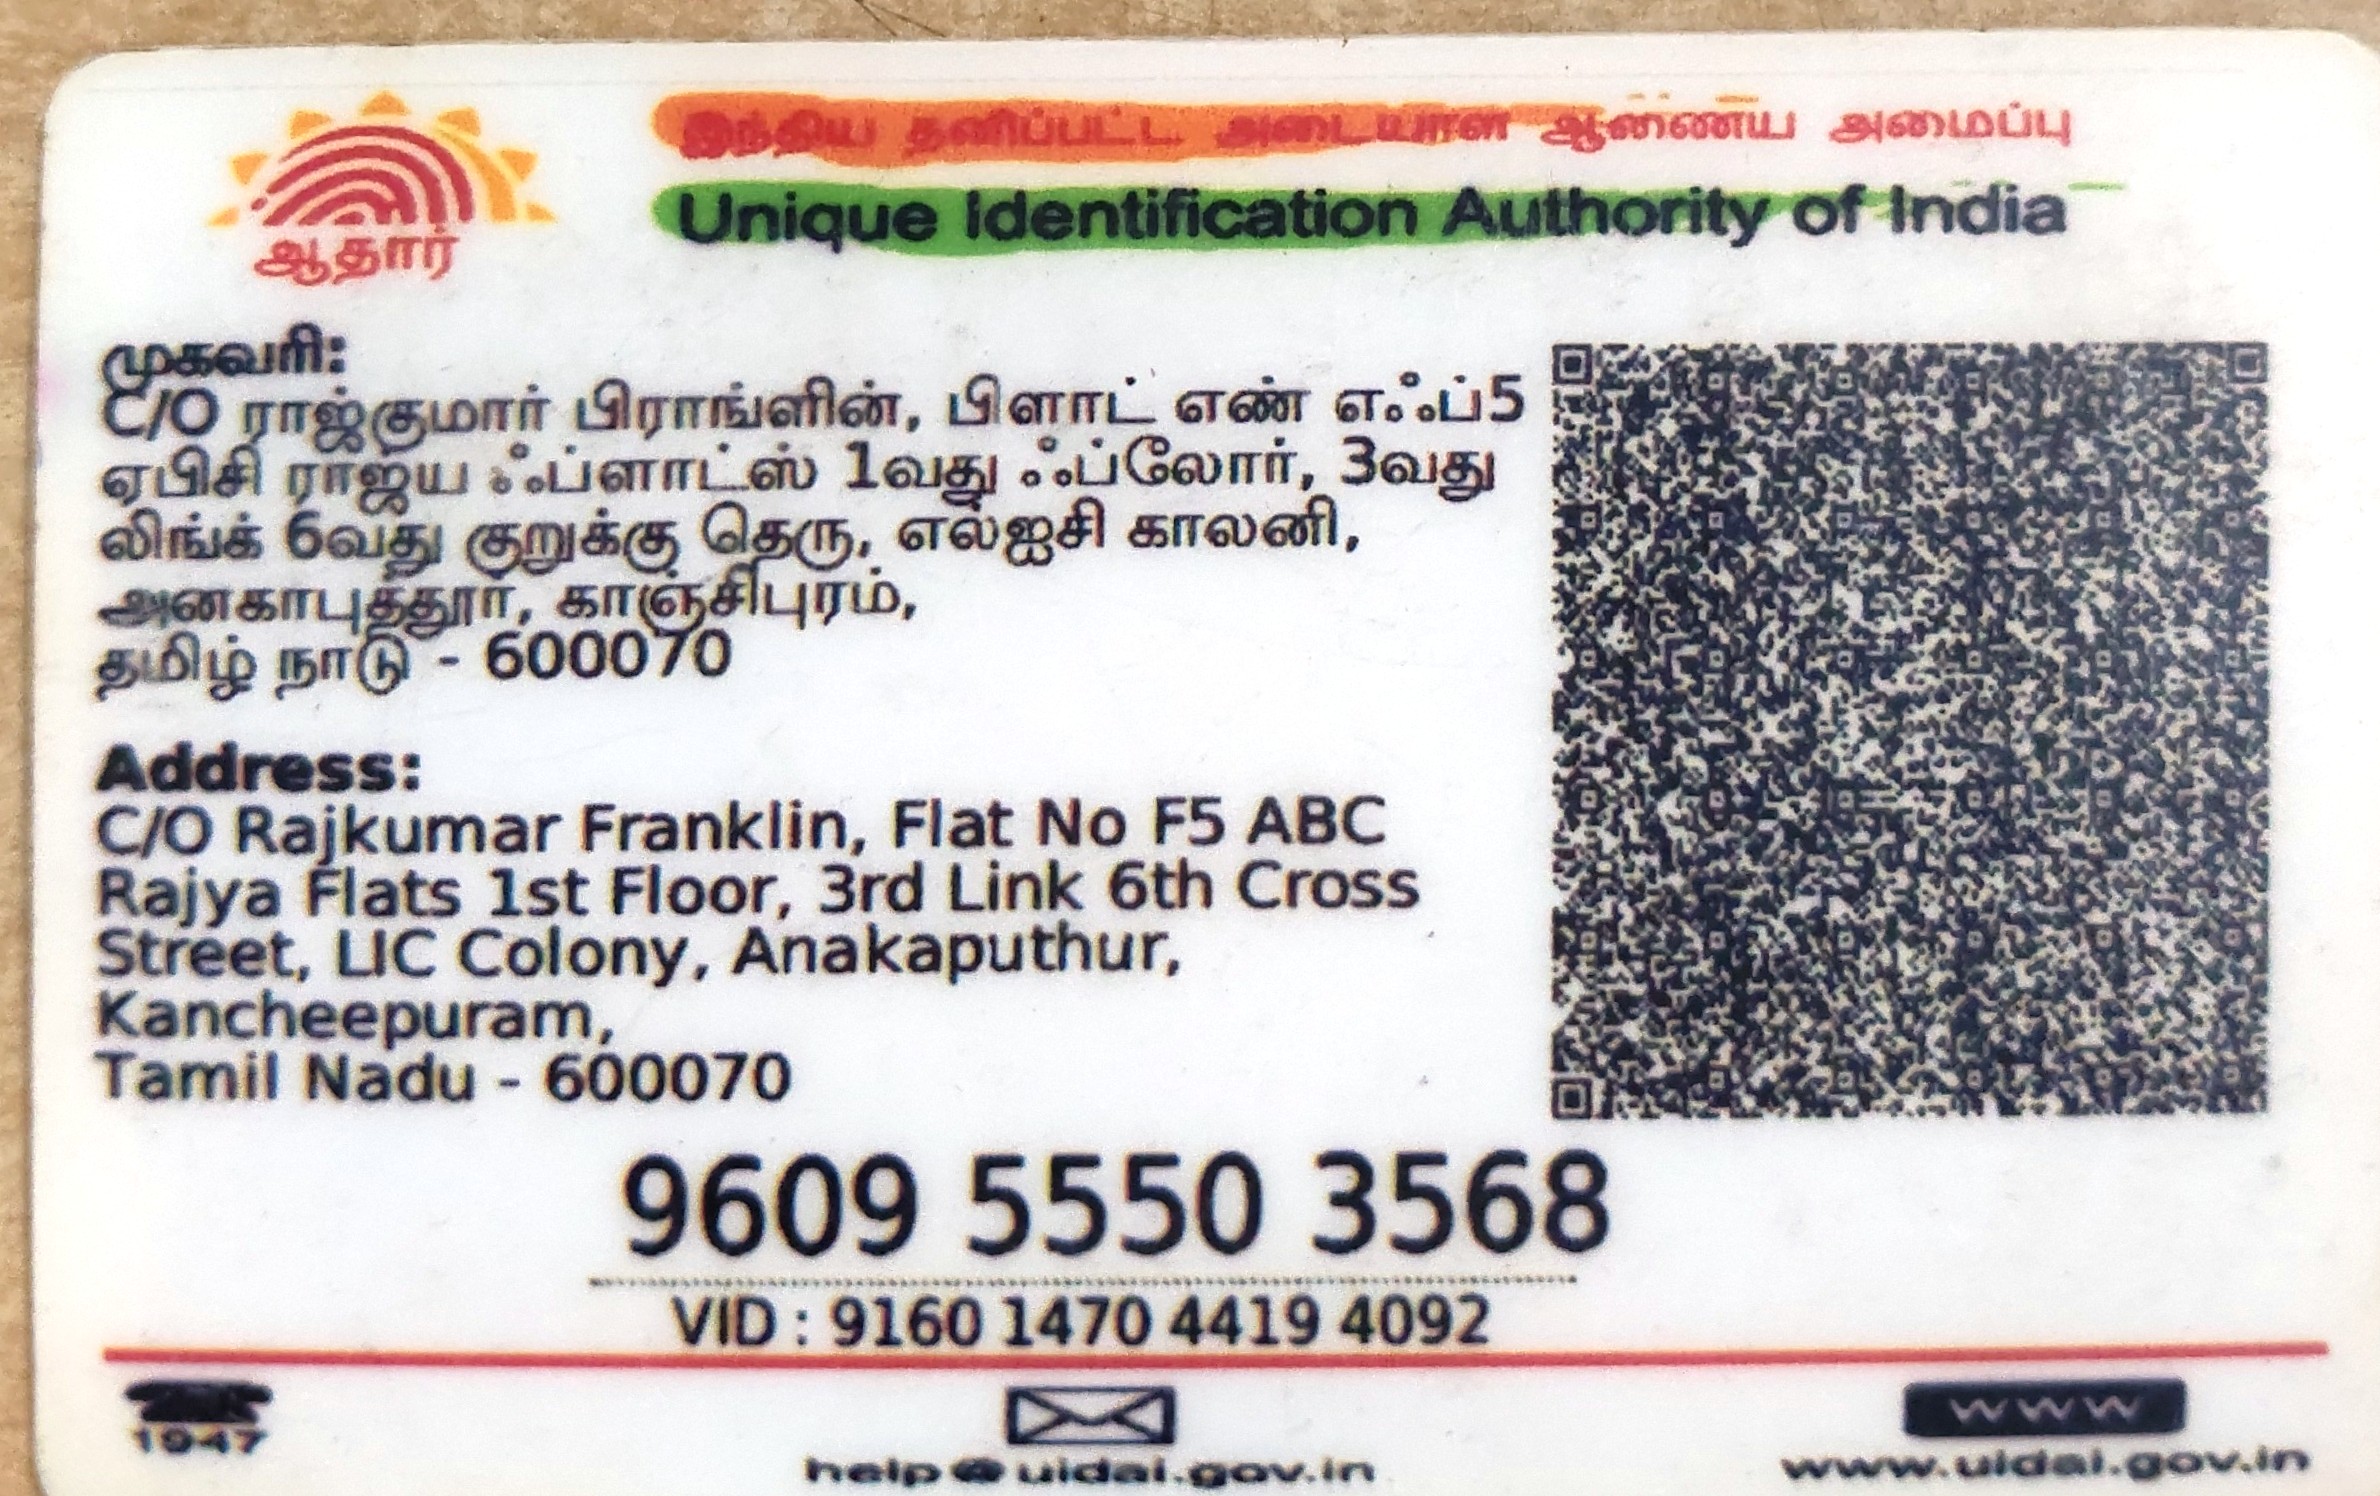 ஆதார்
இந்திய தனிப்பட்ட அடையாள ஆணைய அமைப்பு
Unique Identification Authority of India
முகவரி:
C/O ராஜ்குமார் பிராங்ளின், பிளாட் எண் எஃப்5
ஏபிசி ராஜ்ய ஃப்ளாட்ஸ் 1வது ஃப்லோர், 3வது
லிங்க் 6வது குறுக்கு தெரு, எல்ஐசி காலனி,
அனகாபுத்தூர், காஞ்சிபுரம்,
தமிழ் நாடு - 600070
Address:
C/O Rajkumar Franklin, Flat No F5 ABC
Rajya Flats 1st Floor, 3rd Link 6th Cross
Street, LIC Colony, Anakaputhur,
Kancheepuram,
Tamil Nadu - 600070
9609 5550 3568
VID : 9160 1470 4419 4092
1947
help@uidai.gov.in
WWW
www.uidai.gov.in